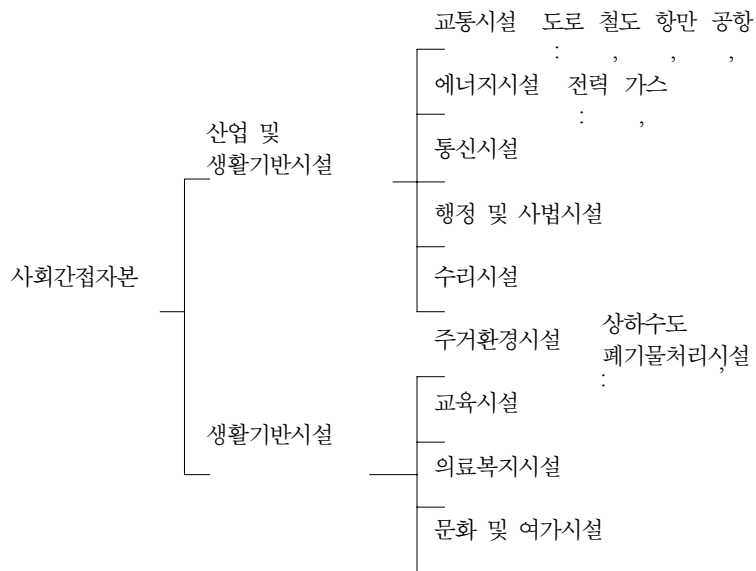 교통시설 : 도로, 철도, 항만, 공항
에너지시설 : 전력, 가스
산업 및
생활기반시설
통신시설
행정 및 사법시설
사회간접자본
수리시설
주거환경시설 : 상하수도,
폐기물처리시설
교육시설
생활기반시설
의료복지시설
문화 및 여가시설